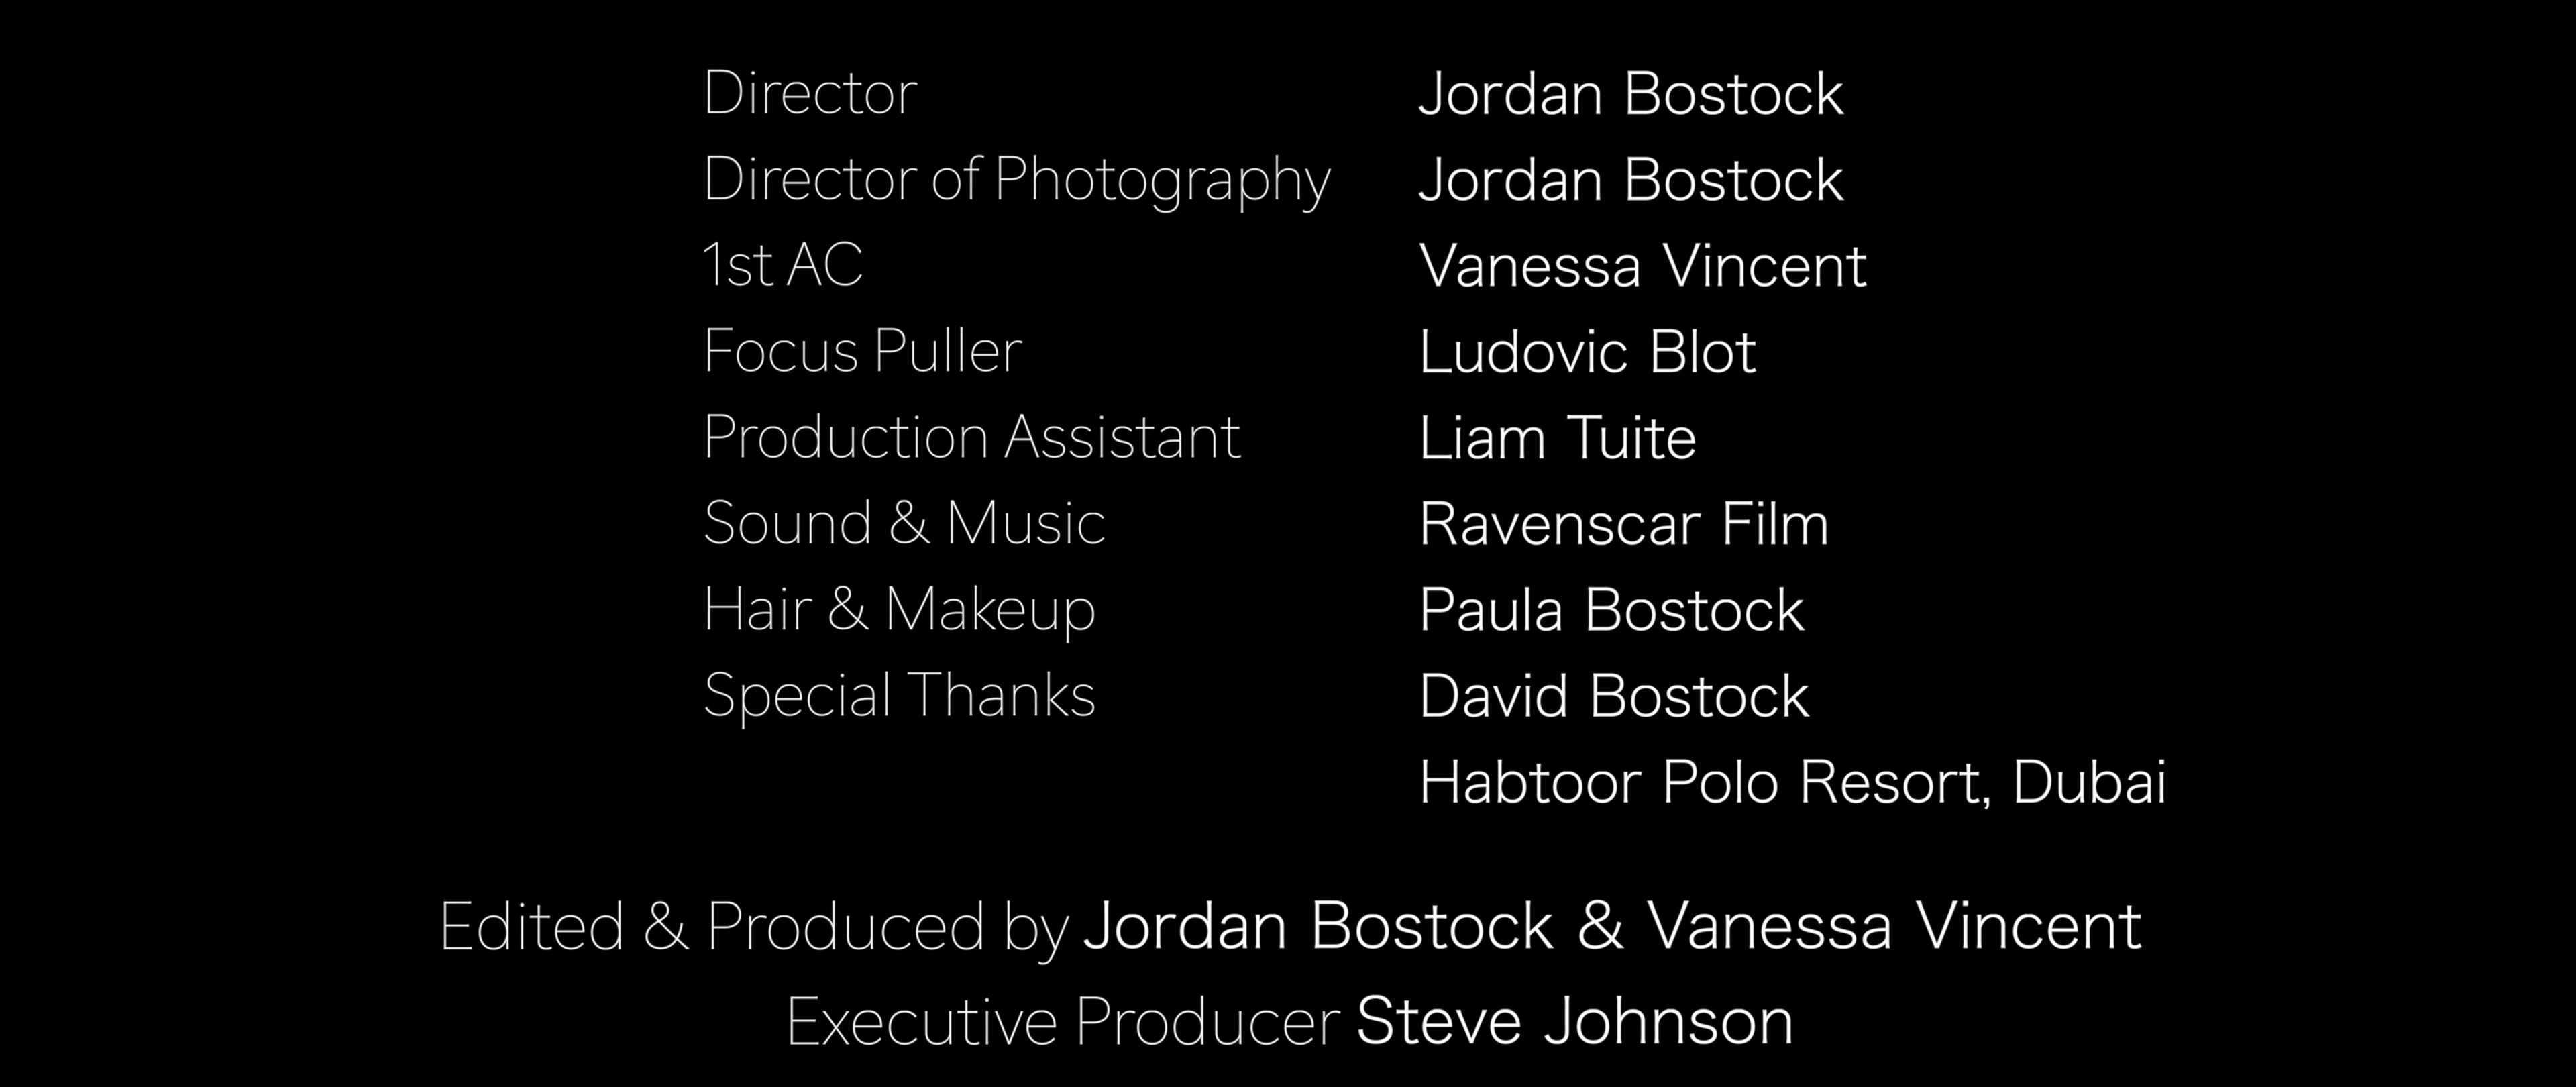 Director Jordan Bostock
Director of Photography Jordan Bostock
1st AC Vanessa Vincent
Focus Puller Ludovic Blot
Production Assistant Liam Tuite
Sound & Music Ravenscar Film
Hair & Makeup Paula Bostock
Special Thanks David Bostock
Habtoor Polo Resort, Dubai
Edited & Produced by Jordan Bostock & Vanessa Vincent
Executive Producer Steve Johnson